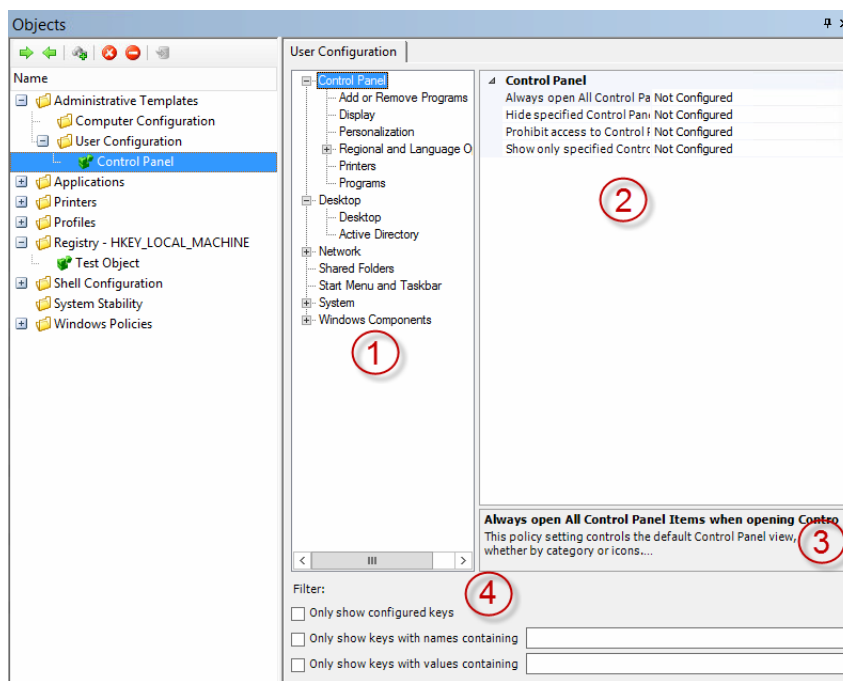 Objects
Name
Administrative Templates
Computer Configuration
User Configuration
Control Panel
Applications
Printers
Profiles
Registry - HKEY_LOCAL_MACHINE
Test Object
Shell Configuration
System Stability
Windows Policies
User Configuration
Control Panel
Add or Remove Programs
Display
Personalization
Regional and Language O
Printers
Programs
Desktop
Desktop
Active Directory
Network
Shared Folders
Start Menu and Taskbar
System
Windows Components
1
Control Panel
Always open All Control Pa Not Configured
Hide specified Control Pan Not Configured
Prohibit access to Control F Not Configured
Show only specified Contrc Not Configured
2
Always open All Control Panel Items when opening Contro
This policy setting controls the default Control Panel view,
whether by category or icons....
3
Filter:
4
Only show configured keys
Only show keys with names containing
Only show keys with values containing